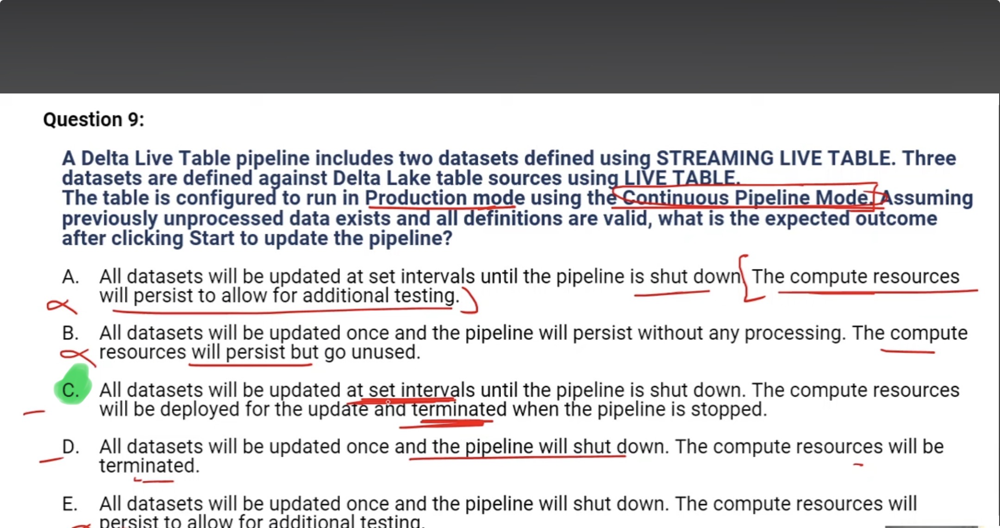 Question 9:
A Delta Live Table pipeline includes two datasets defined using STREAMING LIVE TABLE. Three
datasets are defined against Delta Lake table sources using LIVE TABLE.
The table is configured to run in Production mode using the Continuous Pipeline Mode. Assuming
previously unprocessed data exists and all definitions are valid, what is the expected outcome
after clicking Start to update the pipeline?
A. All datasets will be updated at set intervals until the pipeline is shut down. The compute resources
will persist to allow for additional testing.
B. All datasets will be updated once and the pipeline will persist without any processing. The compute
resources will persist but go unused.
C. All datasets will be updated at set intervals until the pipeline is shut down. The compute resources
will be deployed for the update and terminated when the pipeline is stopped.
D. All datasets will be updated once and the pipeline will shut down. The compute resources will be
terminated.
E. All datasets will be updated once and the pipeline will shut down. The compute resources will
persist to allow for additional testing.